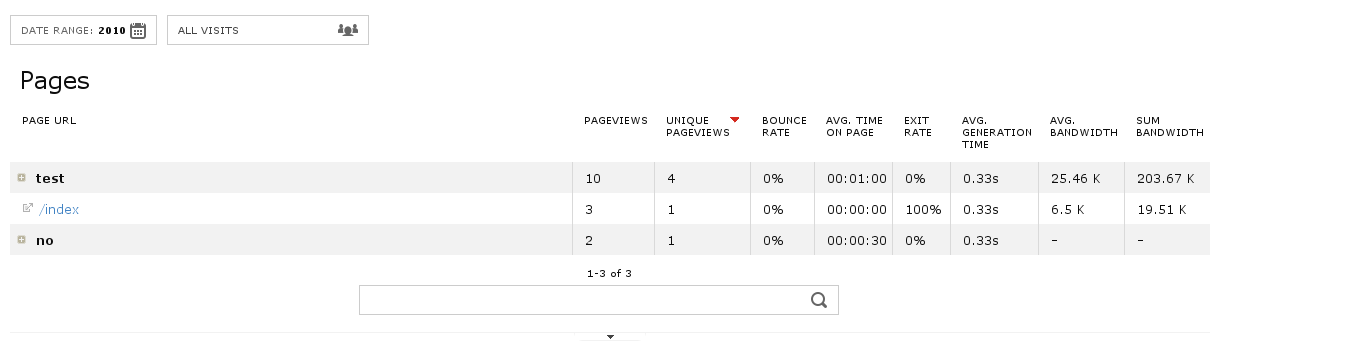 DATE RANGE: 2010 ALL VISITS
Pages
PAGE URL PAGEVIEWS UNIQUE PAGEVIEWS BOUNCE RATE AVG. TIME ON PAGE EXIT RATE AVG. GENERATION TIME AVG. BANDWIDTH SUM BANDWIDTH
test 10 4 0% 00:01:00 0% 0.33s 25.46 K 203.67 K
/index 3 1 0% 00:00:00 100% 0.33s 6.5 K 19.51 K
no 2 1 0% 00:00:30 0% 0.33s - -
1-3 of 3